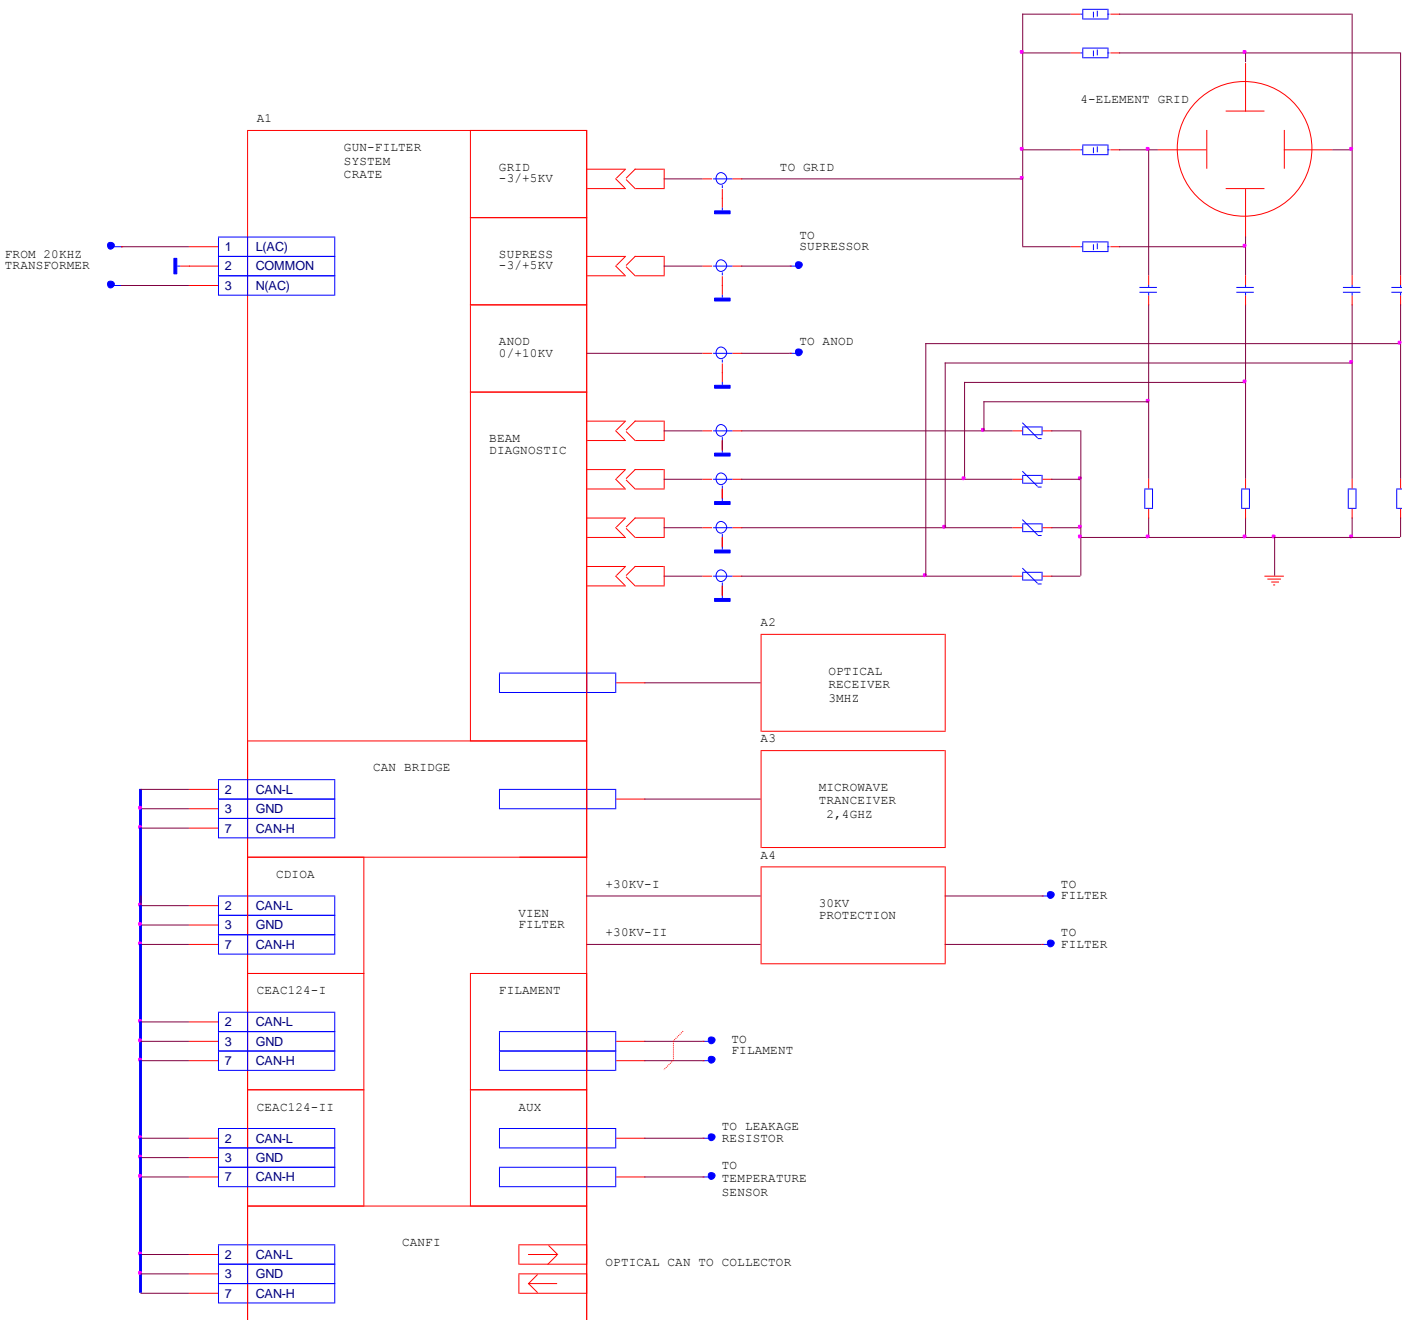 4-ELEMENT GRID
A1
GUN-FILTER
SYSTEM
CRATE
GRID
-3/+5KV
TO GRID
FROM 20KHZ
TRANSFORMER
1 L(AC)
2 COMMON
3 N(AC)
SUPRESS
-3/+5KV
TO
SUPRESSOR
ANOD
0/+10KV
TO ANOD
BEAM
DIAGNOSTIC
A2
OPTICAL
RECEIVER
3MHZ
A3
MICROWAVE
TRANCEIVER
2,4GHZ
CAN BRIDGE
2 CAN-L
3 GND
7 CAN-H
A4
30KV
PROTECTION
+30KV-I
+30KV-II
TO
FILTER
TO
FILTER
CDIOA
2 CAN-L
3 GND
7 CAN-H
VIEN
FILTER
CEAC124-I
2 CAN-L
3 GND
7 CAN-H
FILAMENT
TO
FILAMENT
CEAC124-II
2 CAN-L
3 GND
7 CAN-H
AUX
TO LEAKAGE
RESISTOR
TO
TEMPERATURE
SENSOR
CANFI
2 CAN-L
3 GND
7 CAN-H
OPTICAL CAN TO COLLECTOR